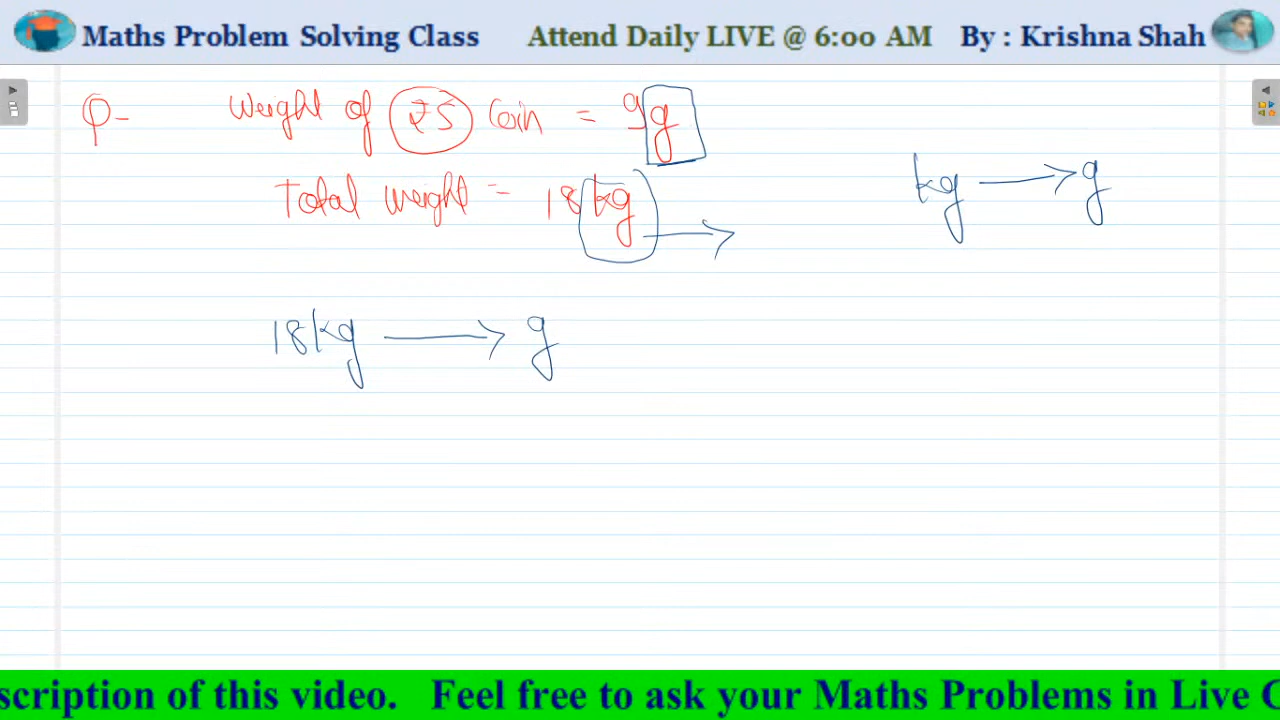 Maths Problem Solving Class Attend Daily LIVE @ 6:00 AM By : Krishna Shah
Q- Weight of ₹5 Coin = 9g
Total weight = 18kg
kg → g
18kg → g
scription of this video. Feel free to ask your Maths Problems in Live C